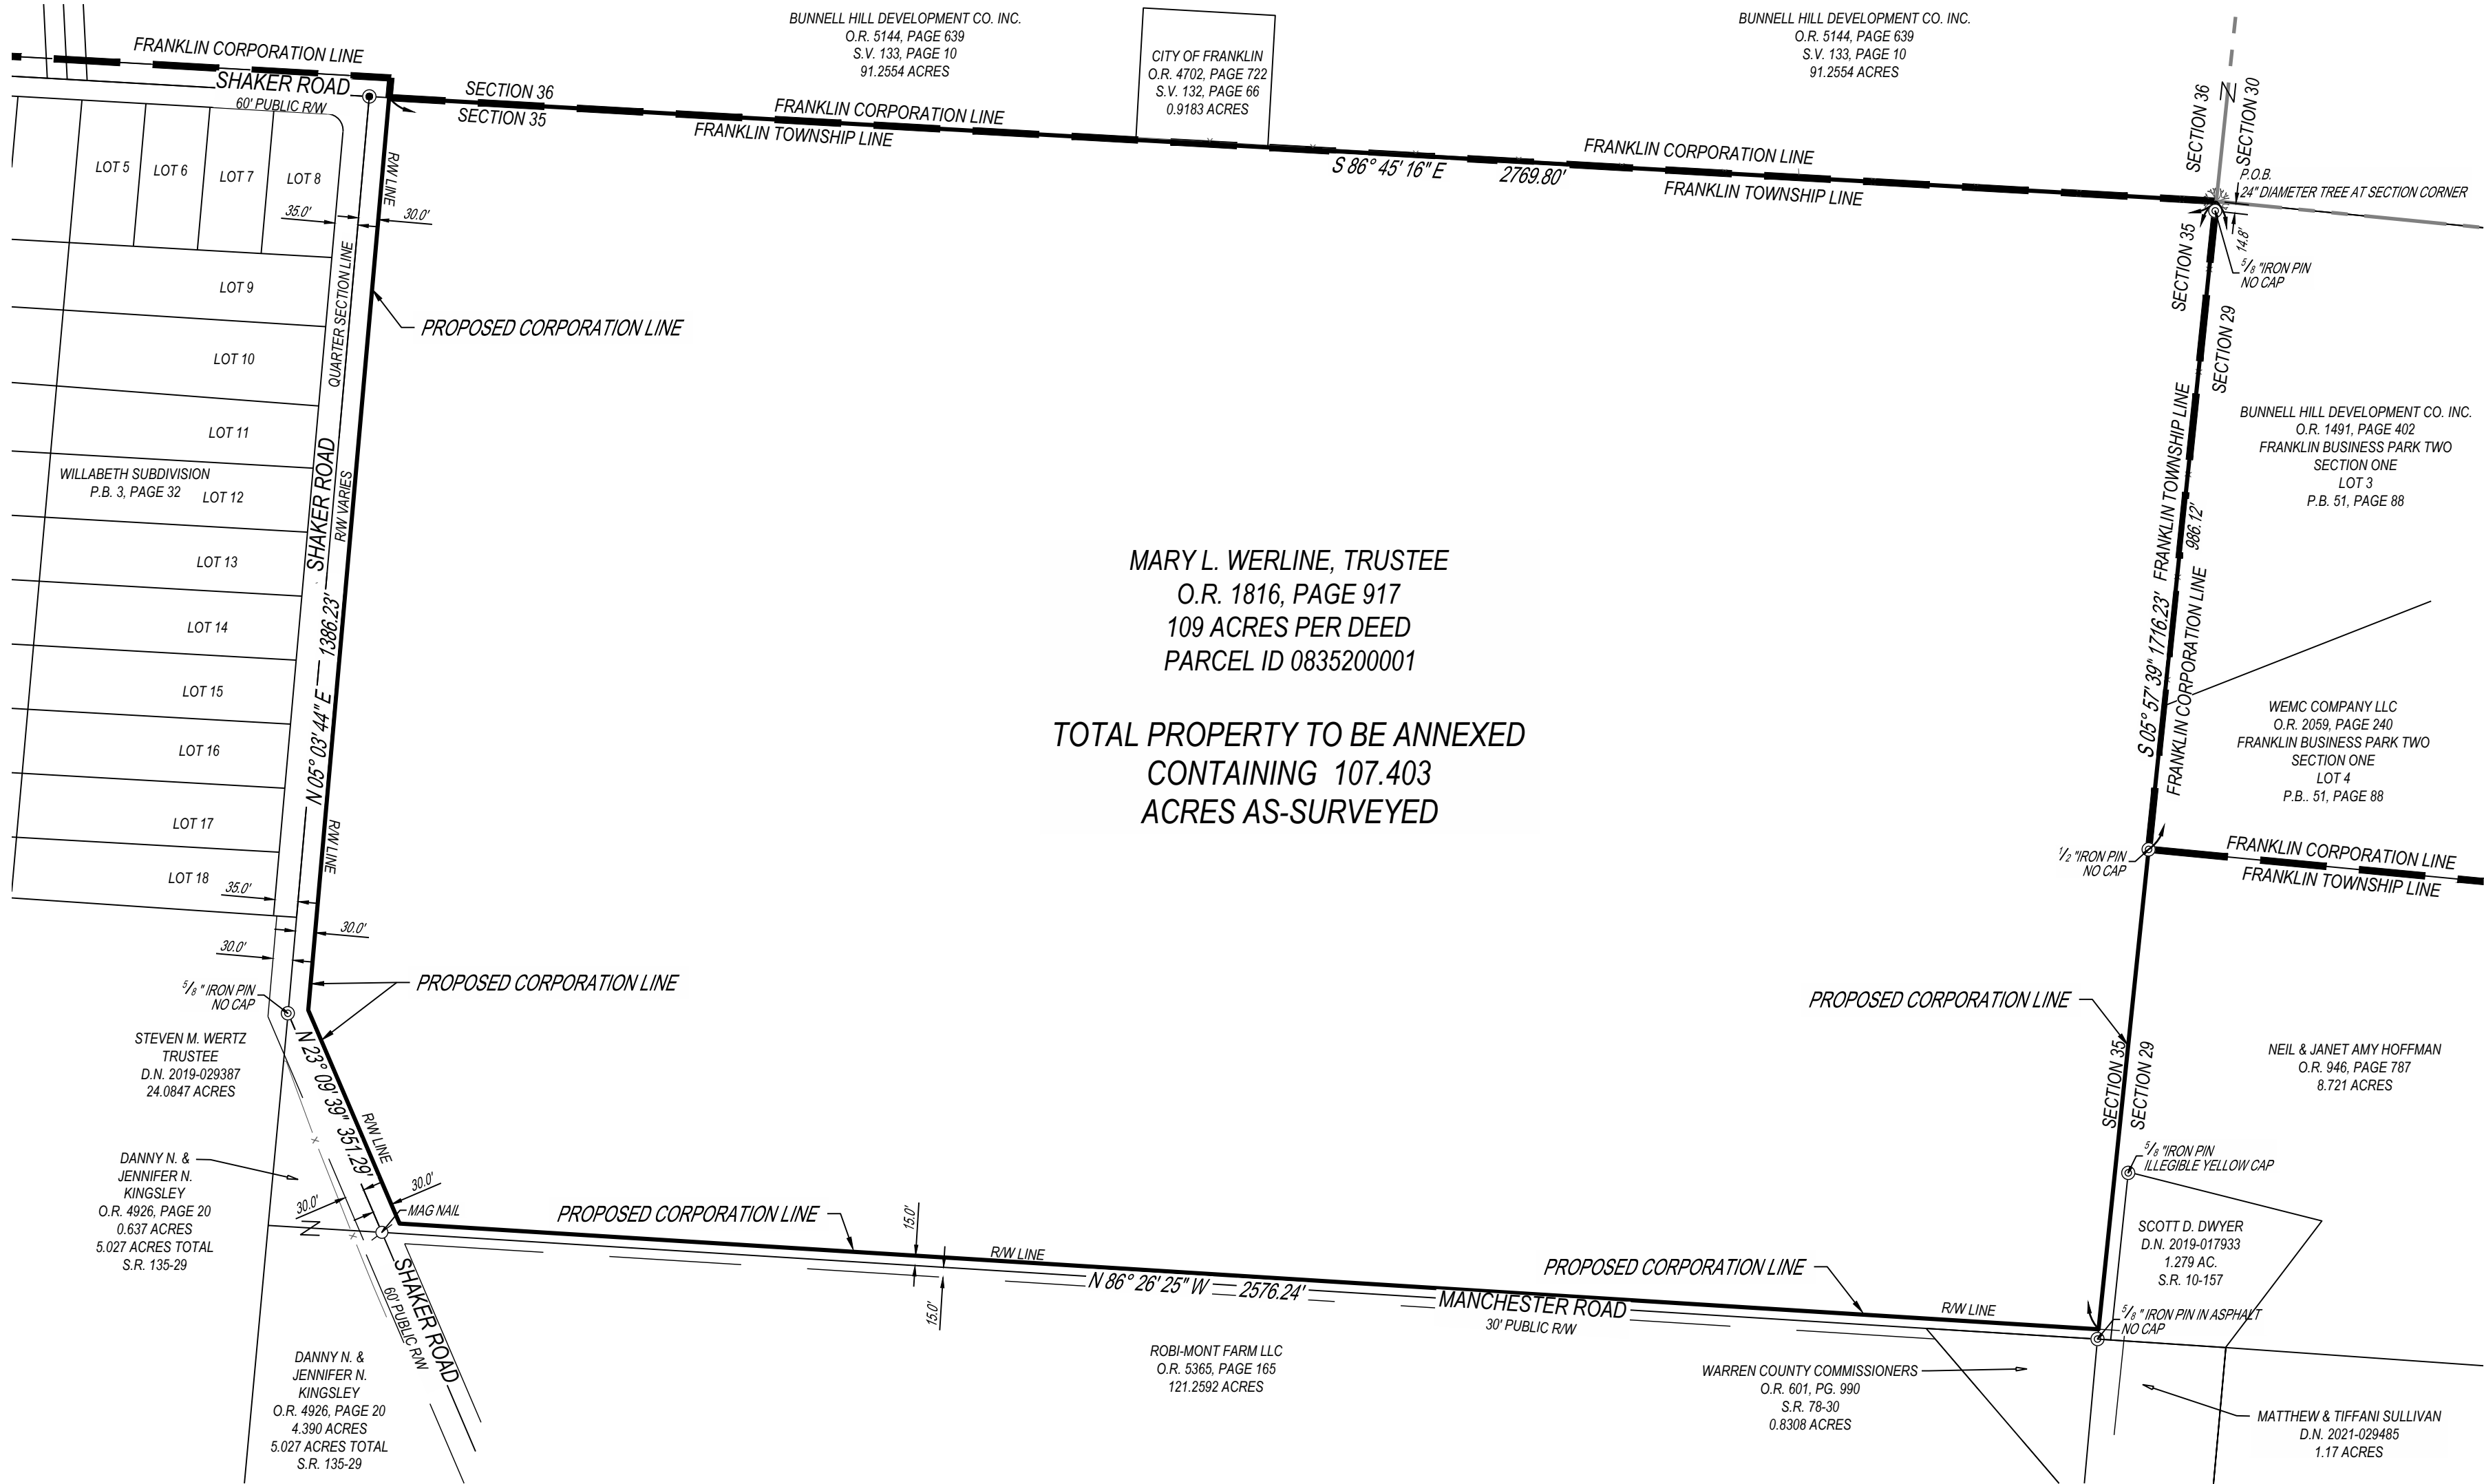 FRANKLIN CORPORATION LINE
SHAKER ROAD
60' PUBLIC R/W
BUNNELL HILL DEVELOPMENT CO. INC.
O.R. 5144, PAGE 639
S.V. 133, PAGE 10
91.2554 ACRES
CITY OF FRANKLIN
O.R. 4702, PAGE 722
S.V. 132, PAGE 66
0.9183 ACRES
BUNNELL HILL DEVELOPMENT CO. INC.
O.R. 5144, PAGE 639
S.V. 133, PAGE 10
91.2554 ACRES
SECTION 36
SECTION 35
FRANKLIN CORPORATION LINE
FRANKLIN TOWNSHIP LINE
S 86° 45' 16" E 2769.80'
FRANKLIN CORPORATION LINE
FRANKLIN TOWNSHIP LINE
SECTION 36
SECTION 30
Z
P.O.B.
24" DIAMETER TREE AT SECTION CORNER
14.8'
5/8 "IRON PIN
NO CAP
SECTION 35
SECTION 29
LOT 5
LOT 6
LOT 7
LOT 8
R/W LINE
35.0'
30.0'
LOT 9
QUARTER SECTION LINE
PROPOSED CORPORATION LINE
LOT 10
LOT 11
WILLABETH SUBDIVISION
P.B. 3, PAGE 32
LOT 12
SHAKER ROAD
R/W VARIES
LOT 13
LOT 14
LOT 15
LOT 16
LOT 17
LOT 18
N 05° 03' 44" E 1386.23'
R/W LINE
35.0'
30.0'
30.0'
MARY L. WERLINE, TRUSTEE
O.R. 1816, PAGE 917
109 ACRES PER DEED
PARCEL ID 0835200001
TOTAL PROPERTY TO BE ANNEXED
CONTAINING 107.403
ACRES AS-SURVEYED
S 05° 57' 39" 1716.23'
FRANKLIN TOWNSHIP LINE
FRANKLIN CORPORATION LINE
986.12'
BUNNELL HILL DEVELOPMENT CO. INC.
O.R. 1491, PAGE 402
FRANKLIN BUSINESS PARK TWO
SECTION ONE
LOT 3
P.B. 51, PAGE 88
WEMC COMPANY LLC
O.R. 2059, PAGE 240
FRANKLIN BUSINESS PARK TWO
SECTION ONE
LOT 4
P.B.. 51, PAGE 88
1/2 "IRON PIN
NO CAP
FRANKLIN CORPORATION LINE
FRANKLIN TOWNSHIP LINE
5/8 " IRON PIN
NO CAP
PROPOSED CORPORATION LINE
PROPOSED CORPORATION LINE
STEVEN M. WERTZ
TRUSTEE
D.N. 2019-029387
24.0847 ACRES
N 23° 09' 39" 351.29'
R/W LINE
SECTION 35
SECTION 29
NEIL & JANET AMY HOFFMAN
O.R. 946, PAGE 787
8.721 ACRES
DANNY N. &
JENNIFER N.
KINGSLEY
O.R. 4926, PAGE 20
0.637 ACRES
5.027 ACRES TOTAL
S.R. 135-29
30.0'
30.0'
Z
MAG NAIL
PROPOSED CORPORATION LINE
15.0'
15.0'
R/W LINE
N 86° 26' 25" W 2576.24'
PROPOSED CORPORATION LINE
MANCHESTER ROAD
30' PUBLIC R/W
R/W LINE
5/8 "IRON PIN
ILLEGIBLE YELLOW CAP
SCOTT D. DWYER
D.N. 2019-017933
1.279 AC.
S.R. 10-157
5/8 " IRON PIN IN ASPHALT
NO CAP
SHAKER ROAD
60' PUBLIC R/W
DANNY N. &
JENNIFER N.
KINGSLEY
O.R. 4926, PAGE 20
4.390 ACRES
5.027 ACRES TOTAL
S.R. 135-29
ROBI-MONT FARM LLC
O.R. 5365, PAGE 165
121.2592 ACRES
WARREN COUNTY COMMISSIONERS
O.R. 601, PG. 990
S.R. 78-30
0.8308 ACRES
MATTHEW & TIFFANI SULLIVAN
D.N. 2021-029485
1.17 ACRES